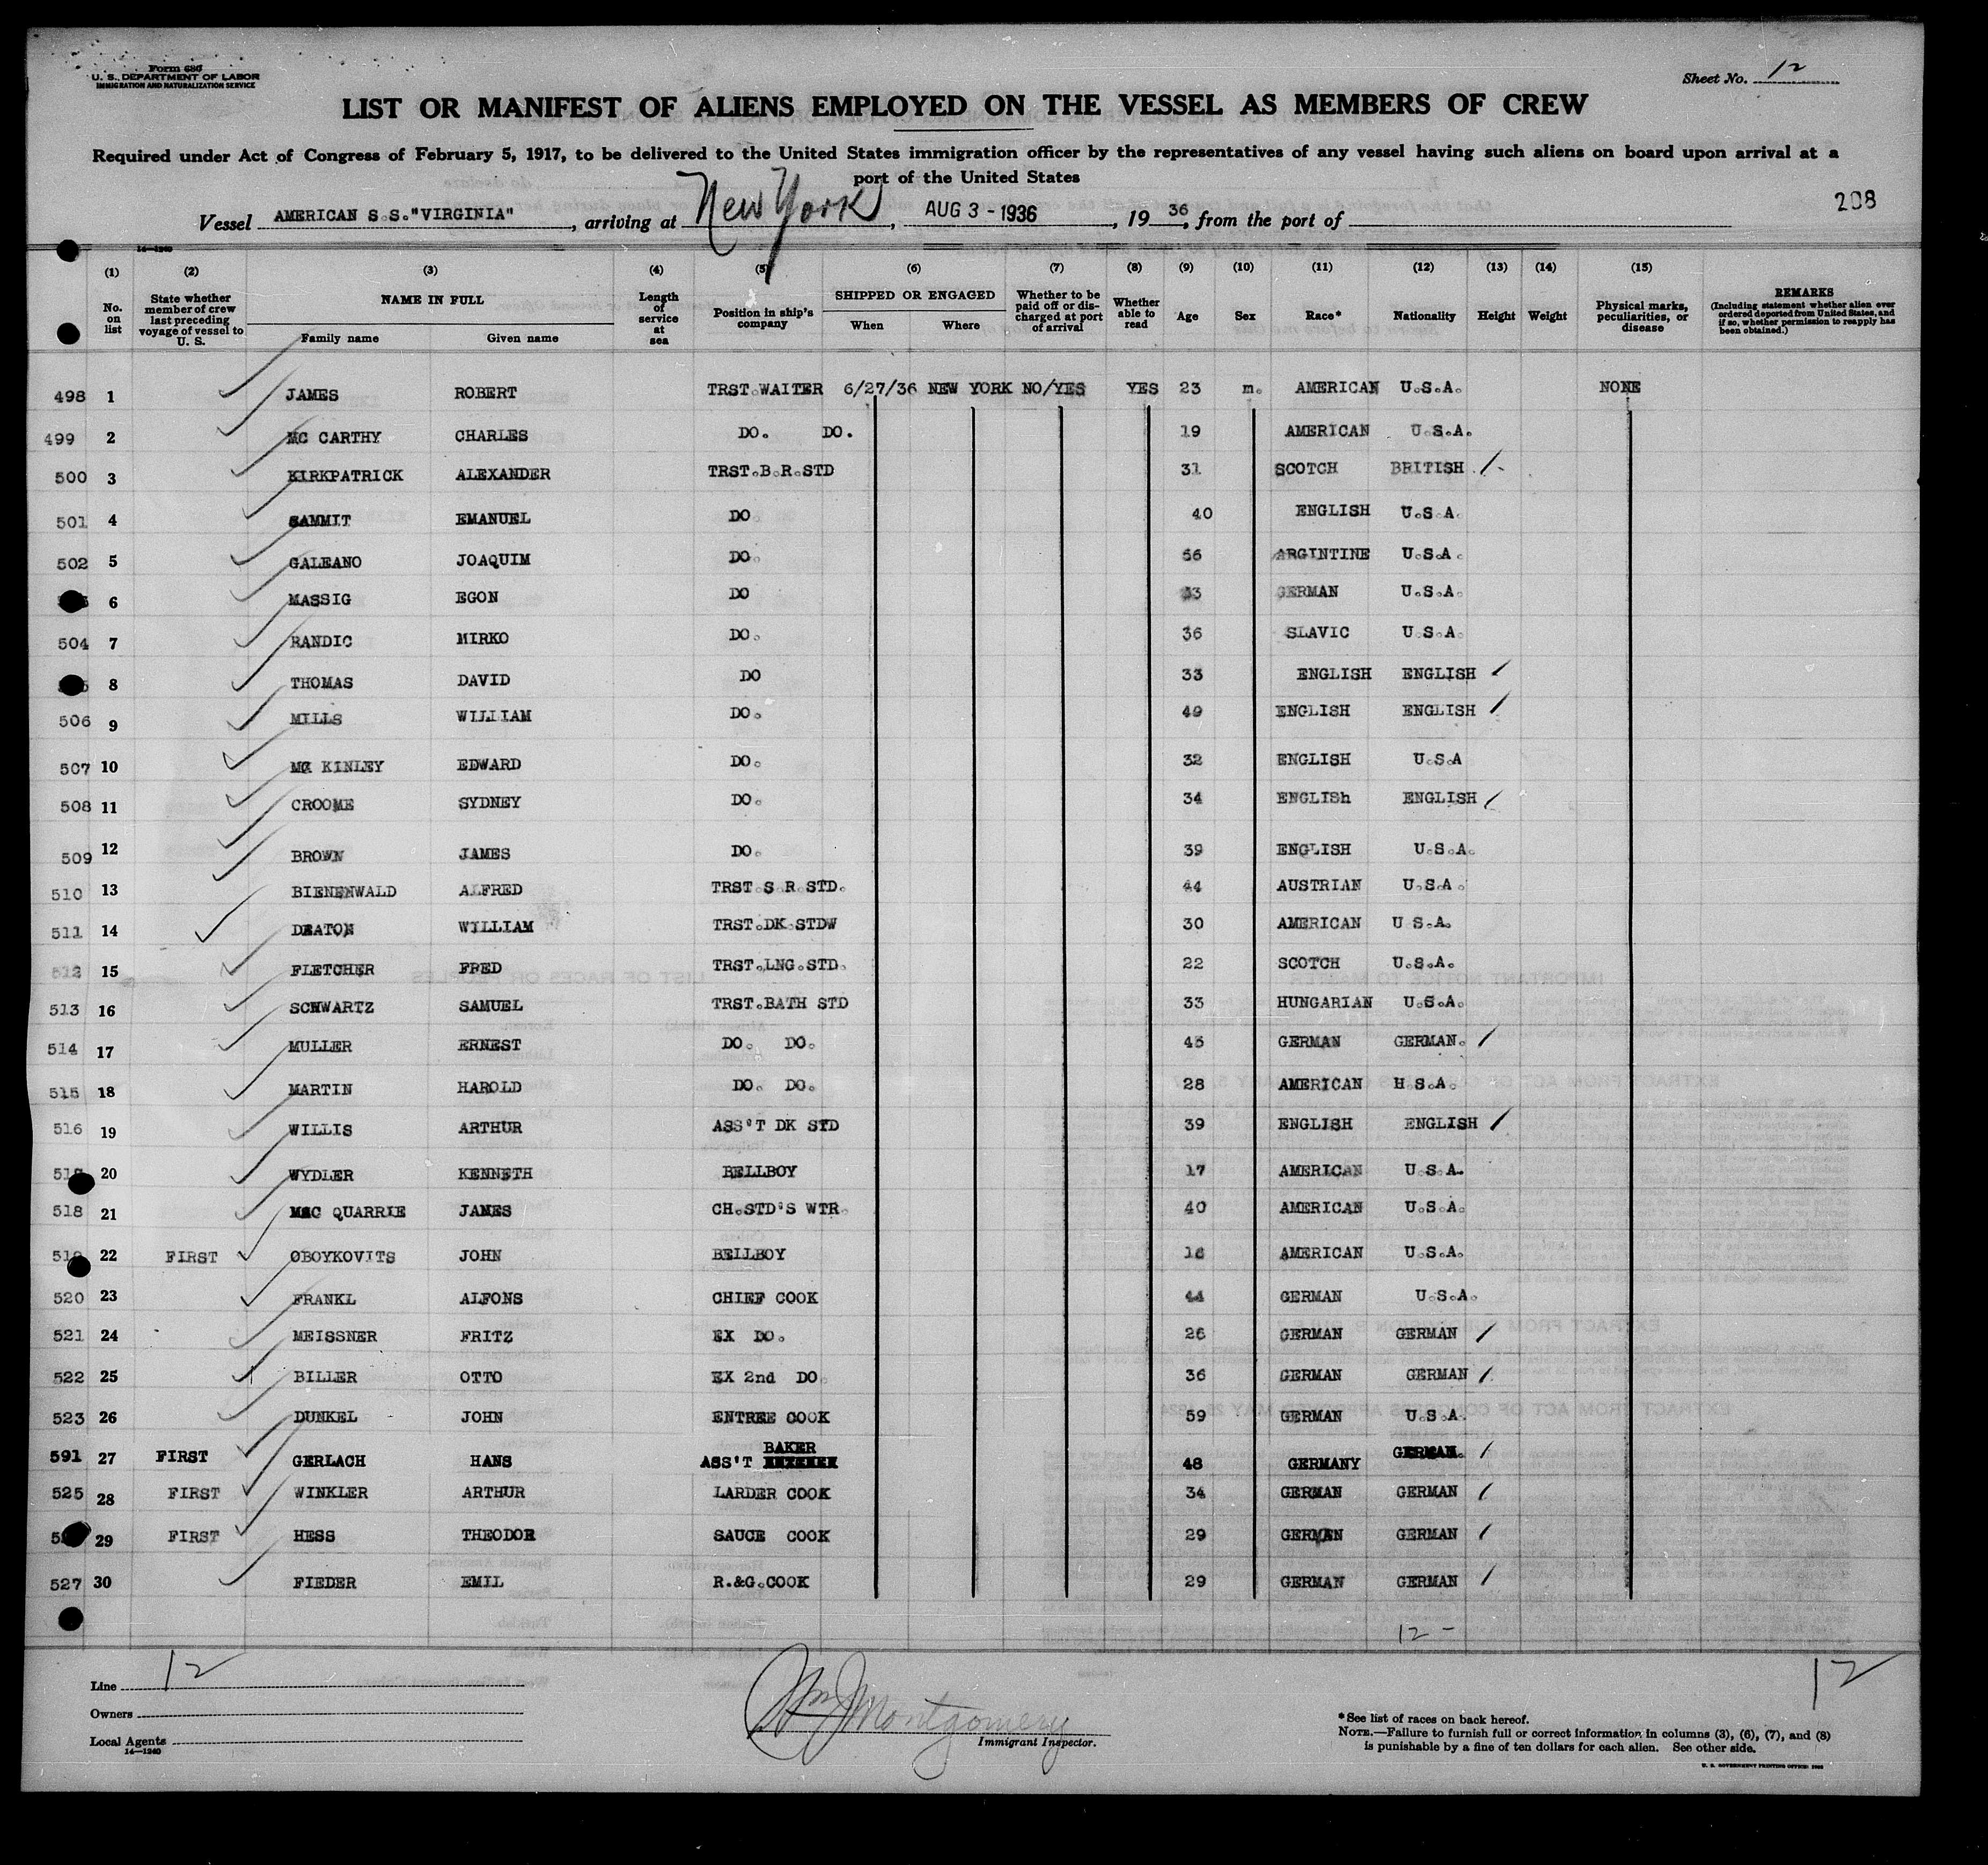 Form 680
U. S. DEPARTMENT OF LABOR
IMMIGRATION AND NATURALIZATION SERVICE
Sheet No. 12
LIST OR MANIFEST OF ALIENS EMPLOYED ON THE VESSEL AS MEMBERS OF CREW
Required under Act of Congress of February 5, 1917, to be delivered to the United States immigration officer by the representatives of any vessel having such aliens on board upon arrival at a
port of the United States
208
Vessel AMERICAN S.S."VIRGINIA", arriving at New York, AUG 3 - 1936, 19 36, from the port of
14—1240
(1) (2) (3) (4) (5) (6) (7) (8) (9) (10) (11) (12) (13) (14) (15)
No. on list
State whether member of crew last preceding voyage of vessel to U. S.
NAME IN FULL
Family name Given name
Length of service at sea
Position in ship's company
SHIPPED OR ENGAGED
When Where
Whether to be paid off or discharged at port of arrival
Whether able to read
Age Sex Race* Nationality Height Weight
Physical marks, peculiarities, or disease
REMARKS
(Including statement whether alien ever ordered deported from United States, and if so, whether permission to reapply has been obtained.)
498 1 JAMES ROBERT TRST.WAITER 6/27/36 NEW YORK NO/YES YES 23 m. AMERICAN U.S.A. NONE
499 2 MC CARTHY CHARLES DO. DO. 19 AMERICAN U.S.A.
500 3 KIRKPATRICK ALEXANDER TRST.B.R.STD 31 SCOTCH BRITISH
501 4 SAMMIT EMANUEL DO. 40 ENGLISH U.S.A.
502 5 GALEANO JOAQUIM DO. 56 ARGINTINE U.S.A.
6 MASSIG EGON DO 33 GERMAN U.S.A.
504 7 RANDIC MIRKO DO. 36 SLAVIC U.S.A.
8 THOMAS DAVID DO 33 ENGLISH ENGLISH
506 9 MILLS WILLIAM DO. 49 ENGLISH ENGLISH
507 10 MC KINLEY EDWARD DO. 32 ENGLISH U.S.A
508 11 CROOME SYDNEY DO. 34 ENGLISh ENGLISH
509 12 BROWN JAMES DO. 39 ENGLISH U.S.A.
510 13 BIENENWALD ALFRED TRST.S.R.STD. 44 AUSTRIAN U.S.A.
511 14 DEATON WILLIAM TRST.DK.STDW 30 AMERICAN U.S.A.
512 15 FLETCHER FRED TRST.LNG.STD. 22 SCOTCH U.S.A.
513 16 SCHWARTZ SAMUEL TRST.BATH STD 33 HUNGARIAN U.S.A.
514 17 MULLER ERNEST DO. DO. 43 GERMAN GERMAN.
515 18 MARTIN HAROLD DO. DO. 28 AMERICAN H.S.A.
516 19 WILLIS ARTHUR ASS'T DK STD 39 ENGLISH ENGLISH
20 WYDLER KENNETH BELLBOY 17 AMERICAN U.S.A.
518 21 MAC QUARRIE JAMES CH.STD'S WTR. 40 AMERICAN U.S.A.
22 FIRST OBOYKOVITS JOHN BELLBOY 18 AMERICAN U.S.A.
520 23 FRANKL ALFONS CHIEF COOK 44 GERMAN U.S.A.
521 24 MEISSNER FRITZ EX DO. 26 GERMAN GERMAN
522 25 BILLER OTTO EX 2nd DO. 36 GERMAN GERMAN
523 26 DUNKEL JOHN ENTREE COOK 59 GERMAN U.S.A.
591 27 FIRST GERLACH HANS ASS'T BAKER 48 GERMANY GERMAN.
525 28 FIRST WINKLER ARTHUR LARDER COOK 34 GERMAN GERMAN
29 FIRST HESS THEODOR SAUCE COOK 29 GERMAN GERMAN
527 30 FIEDER EMIL R.&G.COOK 29 GERMAN GERMAN
12 -
12
12
Line
Owners
Local Agents
14—1240
Wm J Montgomery
Immigrant Inspector.
*See list of races on back hereof.
NOTE.—Failure to furnish full or correct information in columns (3), (6), (7), and (8)
is punishable by a fine of ten dollars for each alien. See other side.